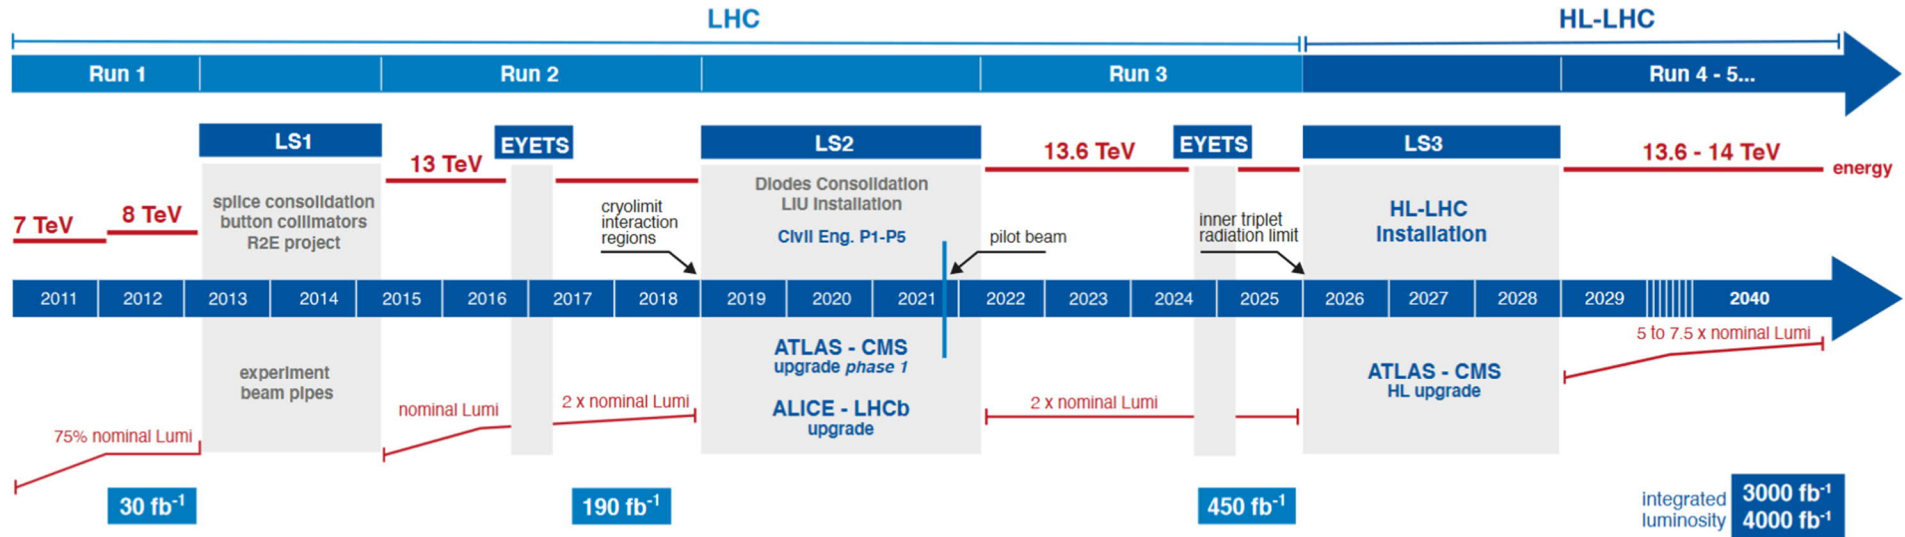 LHC
HL-LHC
Run 1
Run 2
Run 3
Run 4 - 5...
LS1
EYETS
LS2
EYETS
LS3
13 TeV
13.6 TeV
13.6 - 14 TeV
energy
7 TeV
8 TeV
splice consolidation
button collimators
R2E project
cryolimit
interaction
regions
Diodes Consolidation
LIU Installation
Civil Eng. P1-P5
pilot beam
inner triplet
radiation limit
HL-LHC
Installation
2011
2012
2013
2014
2015
2016
2017
2018
2019
2020
2021
2022
2023
2024
2025
2026
2027
2028
2029
2040
75% nominal Lumi
experiment
beam pipes
nominal Lumi
2 x nominal Lumi
ATLAS - CMS
upgrade phase 1
ALICE - LHCb
upgrade
2 x nominal Lumi
ATLAS - CMS
HL upgrade
5 to 7.5 x nominal Lumi
30 fb⁻¹
190 fb⁻¹
450 fb⁻¹
integrated
luminosity
3000 fb⁻¹
4000 fb⁻¹